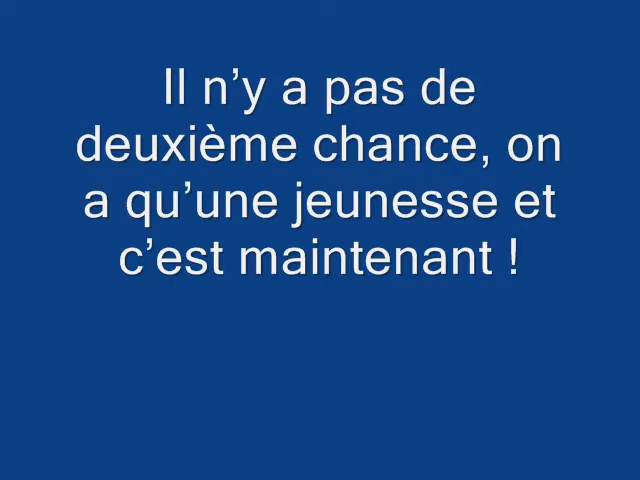 Il n’y a pas de
deuxième chance, on
a qu’une jeunesse et
c’est maintenant !